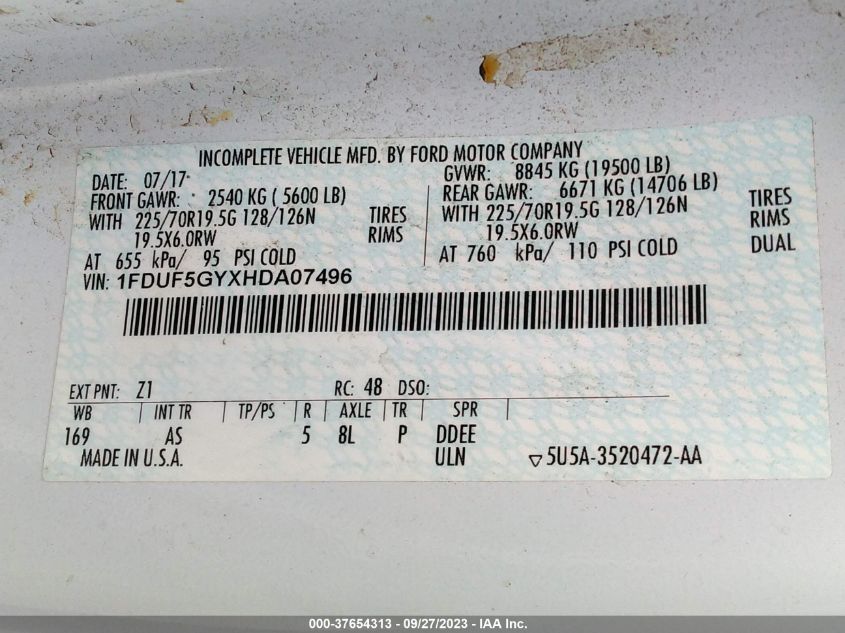 INCOMPLETE VEHICLE MFD. BY FORD MOTOR COMPANY
DATE: 07/17 GVWR: 8845 KG (19500 LB)
FRONT GAWR: 2540 KG ( 5600 LB) REAR GAWR: 6671 KG (14706 LB)
WITH 225/70R19.5G 128/126N TIRES WITH 225/70R19.5G 128/126N TIRES
19.5X6.0RW RIMS 19.5X6.0RW RIMS
AT 655 kPa/ 95 PSI COLD AT 760 kPa/ 110 PSI COLD DUAL
VIN: 1FDUF5GYXHDA07496
EXT PNT: Z1 RC: 48 DSO:
WB INT TR TP/PS R AXLE TR SPR
169 AS 5 8L P DDEE
MADE IN U.S.A. ULN 5U5A-3520472-AA
000-37654313 - 09/27/2023 - IAA Inc.